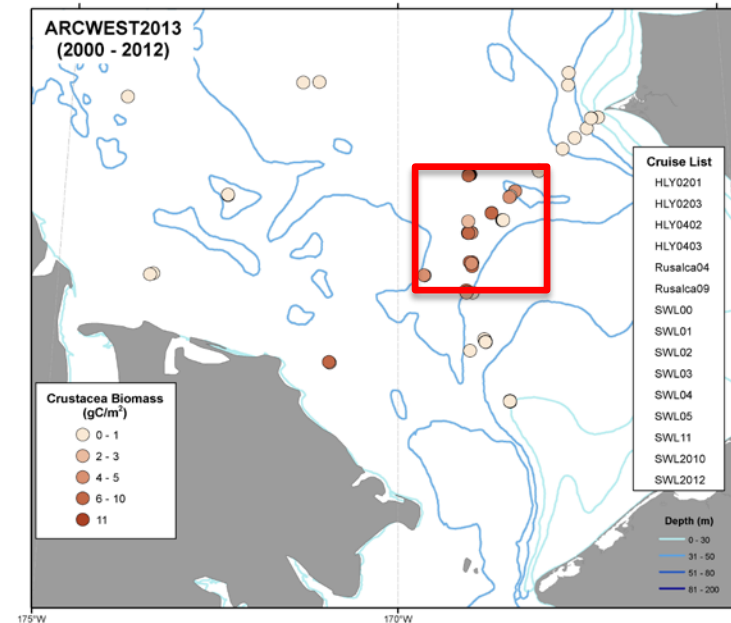 ARCWEST2013
(2000 - 2012)
Cruise List
HLY0201
HLY0203
HLY0402
HLY0403
Rusalca04
Rusalca09
SWL00
SWL01
SWL02
SWL03
SWL04
SWL05
SWL11
SWL2010
SWL2012
Crustacea Biomass
(gC/m²)
0 - 1
2 - 3
4 - 5
6 - 10
11
Depth (m)
0 - 30
31 - 50
51 - 80
81 - 200
175°W
170°W